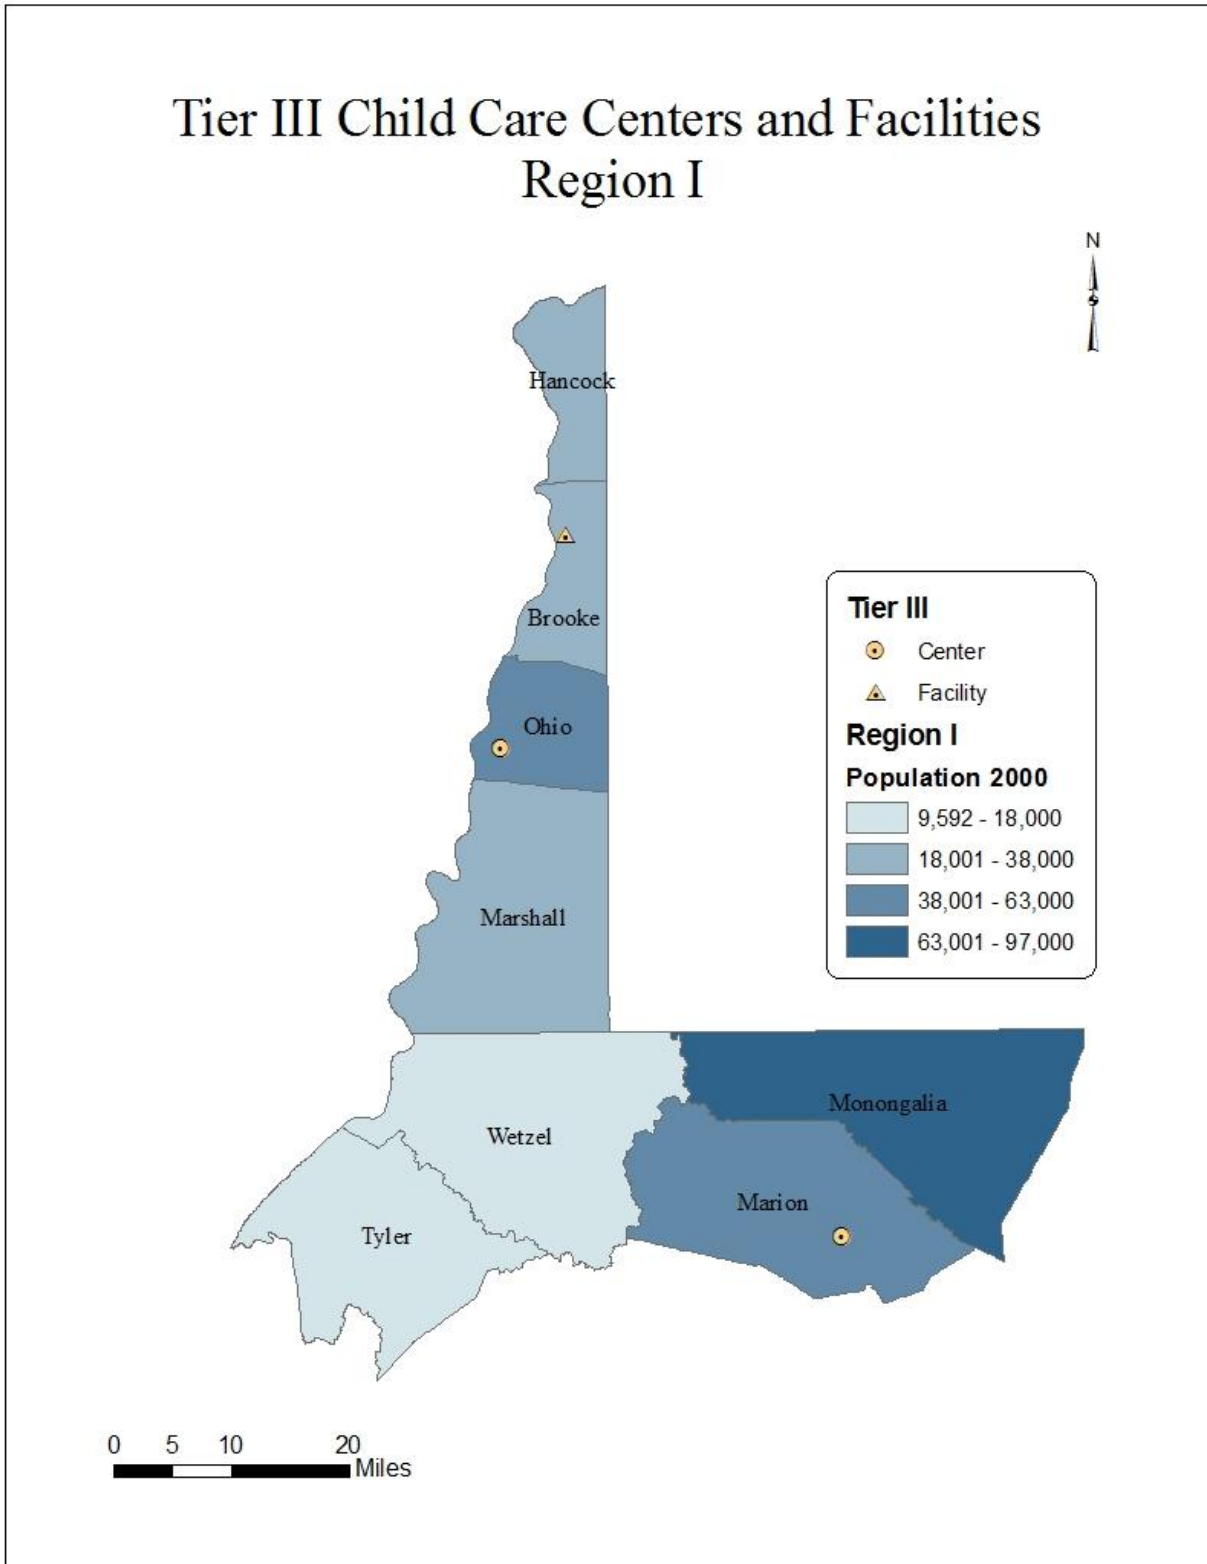 Tier III Child Care Centers and Facilities
Region I
N
Hancock
Brooke
Ohio
Marshall
Wetzel
Tyler
Monongalia
Marion
Tier III
Center
Facility
Region I
Population 2000
9,592 - 18,000
18,001 - 38,000
38,001 - 63,000
63,001 - 97,000
0 5 10 20
Miles